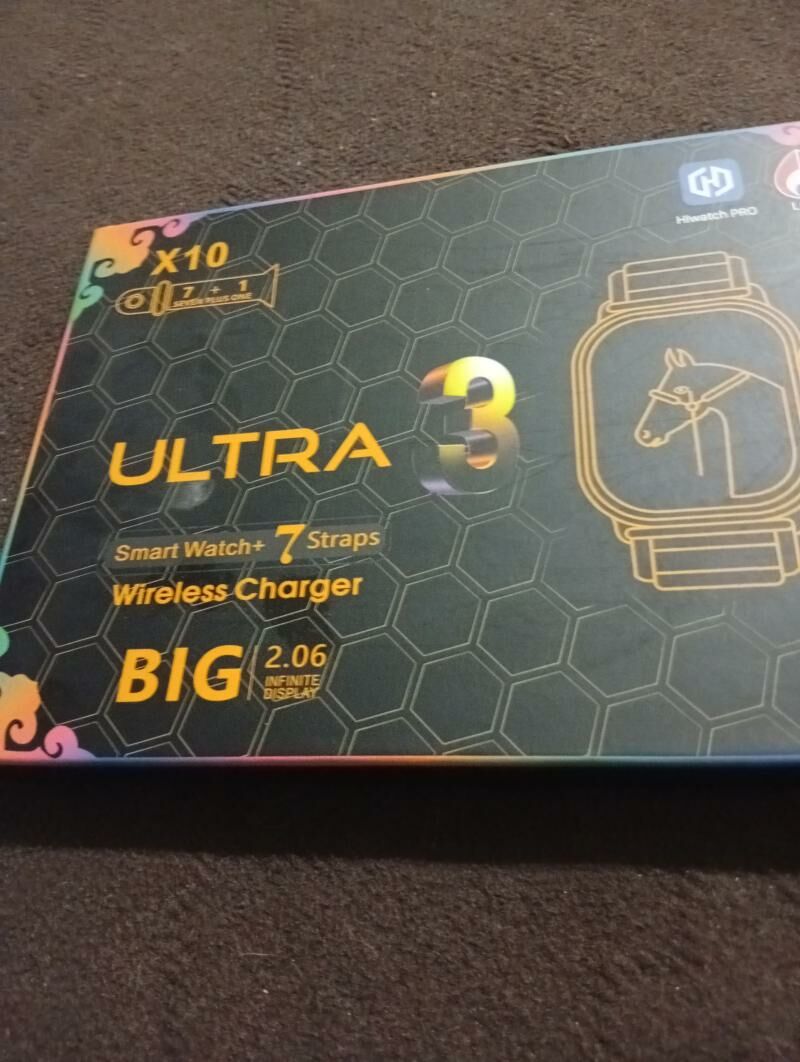 X10
7 + 1
SEVEN PLUS ONE
HIwatch PRO
ULTRA 3
Smart Watch+ 7 Straps
Wireless Charger
BIG 2.06
INFINITE
DISPLAY